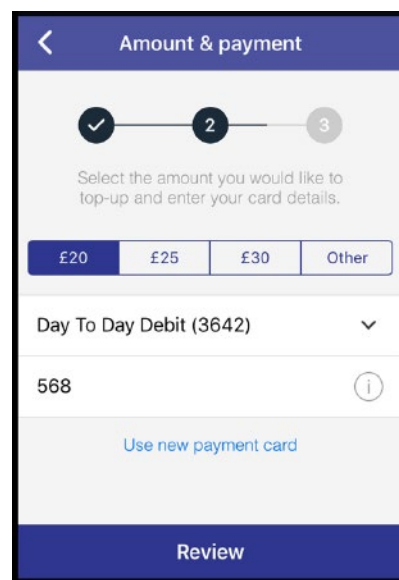 Amount & payment
2
3
Select the amount you would like to
top-up and enter your card details.
£20 £25 £30 Other
Day To Day Debit (3642)
568
i
Use new payment card
Review